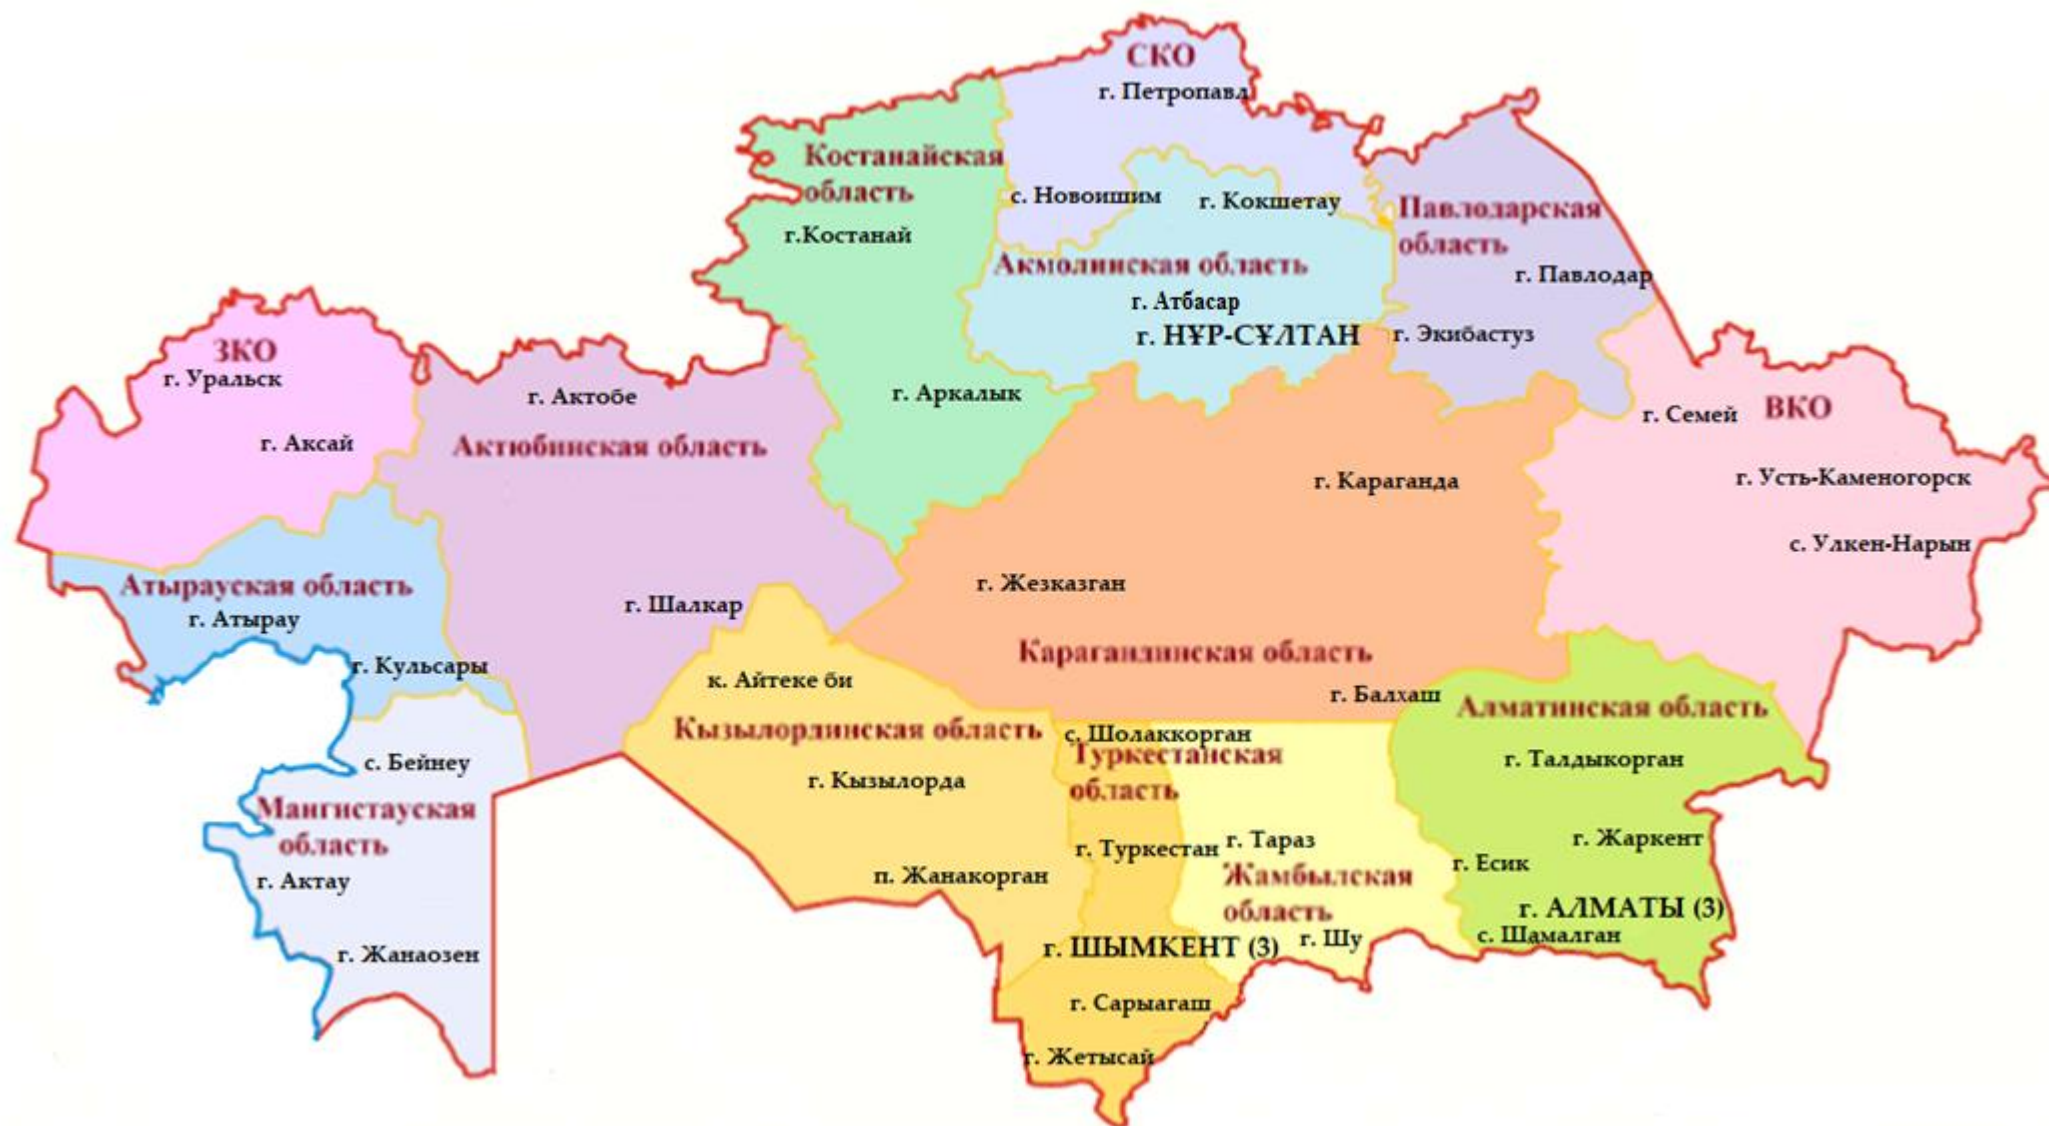 СКО
г. Петропавл
Костанайская
область
г.Костанай
с. Новоишим
г. Кокшетау
Павлодарская
область
г. Павлодар
Акмолинская область
г. Атбасар
г. НҰР-СҰЛТАН
г. Экибастуз
ЗКО
г. Уральск
г. Аксай
г. Актобе
Актюбинская область
г. Аркалык
г. Семей
ВКО
г. Караганда
г. Усть-Каменогорск
с. Улкен-Нарын
Атырауская область
г. Атырау
г. Кульсары
г. Шалкар
г. Жезказган
Карагандинская область
г. Балхаш
к. Айтеке би
Кызылординская область
г. Кызылорда
п. Жанакорган
с. Шолаккорган
Туркестанская
область
г. Туркестан
Алматинская область
г. Талдыкорган
г. Жаркент
г. Есик
г. АЛМАТЫ (3)
с. Шамалган
с. Бейнеу
Мангистауская
область
г. Актау
г. Жанаозен
г. Тараз
Жамбылская
область
г. Шу
г. ШЫМКЕНТ (3)
г. Сарыагаш
г. Жетысай